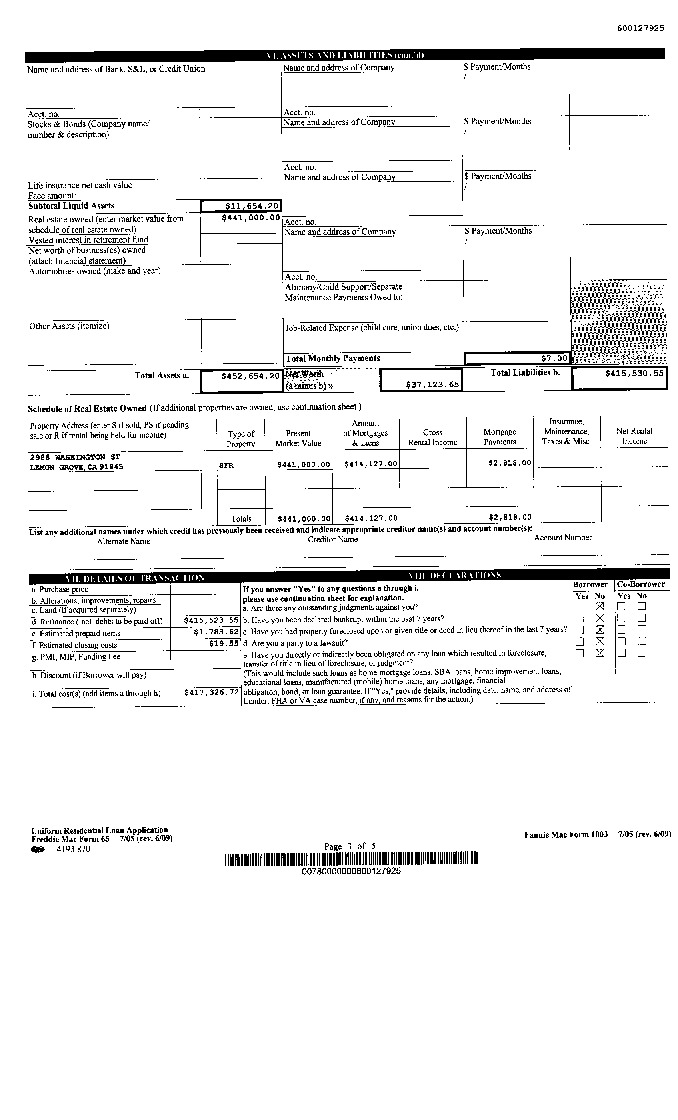 600127925
VI. ASSETS AND LIABILITIES (cont'd)
Name and address of Bank, S&L, or Credit Union
Name and address of Company
$ Payment/Months
/
Acct. no.
Acct. no.
Stocks & Bonds (Company name/
number & description)
Name and address of Company
$ Payment/Months
/
Acct. no.
Name and address of Company
$ Payment/Months
/
Life insurance net cash value
Face amount:
Subtotal Liquid Assets
$11,654.20
Real estate owned (enter market value from
schedule of real estate owned)
$441,000.00
Acct. no.
Name and address of Company
$ Payment/Months
/
Vested interest in retirement fund
Net worth of business(es) owned
(attach financial statement)
Automobiles owned (make and year)
Acct. no.
Alimony/Child Support/Separate
Maintenance Payments Owed to:
Other Assets (itemize)
Job-Related Expense (child care, union dues, etc.)
Total Monthly Payments
$7.00
Total Assets a.
$452,654.20
Net Worth
(a minus b) »
$37,123.65
Total Liabilities b.
$415,530.55
Schedule of Real Estate Owned (If additional properties are owned, use continuation sheet.)
Property Address (enter S if sold, PS if pending
sale or R if rental being held for income)
Type of
Property
Present
Market Value
Amount
of Mortgages
& Liens
Gross
Rental Income
Mortgage
Payments
Insurance,
Maintenance,
Taxes & Misc.
Net Rental
Income
WASHINGTON ST
LEMON GROVE, CA 91945
SFR
$441,000.00
$414,127.00
$2,818.00
Totals
$441,000.00
$414,127.00
$2,818.00
List any additional names under which credit has previously been received and indicate appropriate creditor name(s) and account number(s):
Alternate Name
Creditor Name
Account Number
VII. DETAILS OF TRANSACTION
VIII. DECLARATIONS
a. Purchase price
b. Alterations, improvements, repairs
c. Land (if acquired separately)
d. Refinance (incl. debts to be paid off)
$415,523.55
e. Estimated prepaid items
$1,783.62
f. Estimated closing costs
$19.55
g. PMI, MIP, Funding Fee
h. Discount (if Borrower will pay)
i. Total cost(s) (add items a through h)
$417,326.72
If you answer "Yes" to any questions a through i,
please use continuation sheet for explanation.
Borrower
Co-Borrower
Yes No
Yes No
a. Are there any outstanding judgments against you?
b. Have you been declared bankrupt within the past 7 years?
c. Have you had property foreclosed upon or given title or deed in lieu thereof in the last 7 years?
d. Are you a party to a lawsuit?
e. Have you directly or indirectly been obligated on any loan which resulted in foreclosure,
transfer of title in lieu of foreclosure, or judgment?
(This would include such loans as home mortgage loans, SBA loans, home improvement loans,
educational loans, manufactured (mobile) home loans, any mortgage, financial
obligation, bond, or loan guarantee. If "Yes," provide details, including date, name, and address of
Lender, FHA or VA case number, if any, and reasons for the action.)
Uniform Residential Loan Application
Freddie Mac Form 65 7/05 (rev. 6/09)
Fannie Mae Form 1003 7/05 (rev. 6/09)
Page 3 of 5